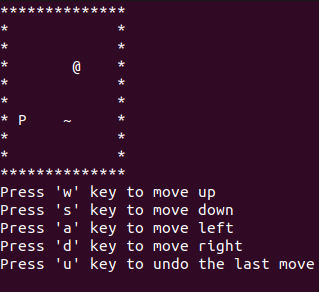 **************
*            *
*            *
*       @    *
*            *
*            *
* P    ~     *
*            *
*            *
**************
Press 'w' key to move up
Press 's' key to move down
Press 'a' key to move left
Press 'd' key to move right
Press 'u' key to undo the last move